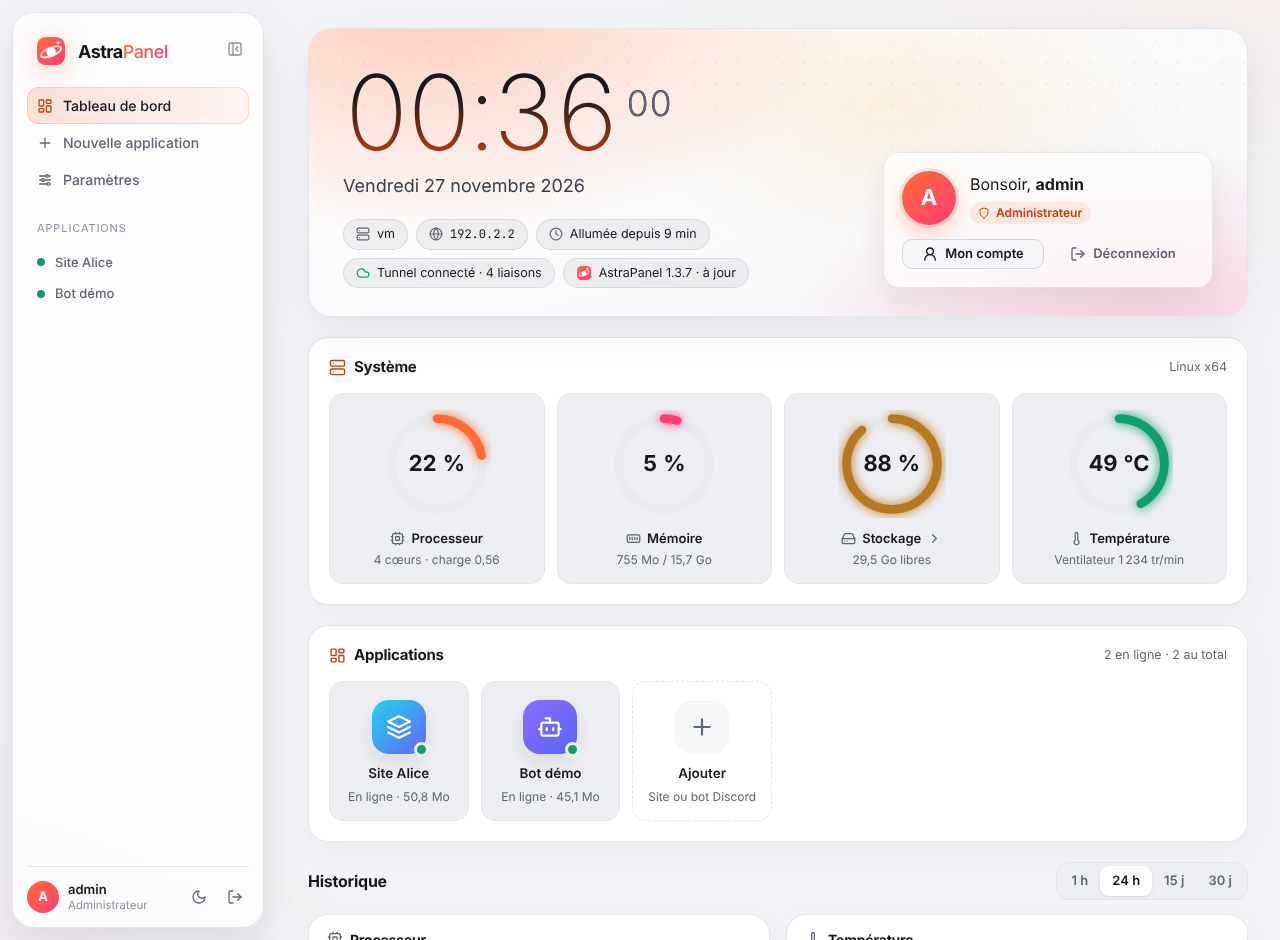 AstraPanel
Tableau de bord
Nouvelle application
Paramètres
APPLICATIONS
Site Alice
Bot démo
A
admin
Administrateur
00:36 00
Vendredi 27 novembre 2026
vm
192.0.2.2
Allumée depuis 9 min
Tunnel connecté · 4 liaisons
AstraPanel 1.3.7 · à jour
A
Bonsoir, admin
Administrateur
Mon compte
Déconnexion
Système
Linux x64
22 %
Processeur
4 cœurs · charge 0,56
5 %
Mémoire
755 Mo / 15,7 Go
88 %
Stockage
29,5 Go libres
49 °C
Température
Ventilateur 1 234 tr/min
Applications
2 en ligne · 2 au total
Site Alice
En ligne · 50,8 Mo
Bot démo
En ligne · 45,1 Mo
Ajouter
Site ou bot Discord
Historique
1 h
24 h
15 j
30 j
Processeur
Température